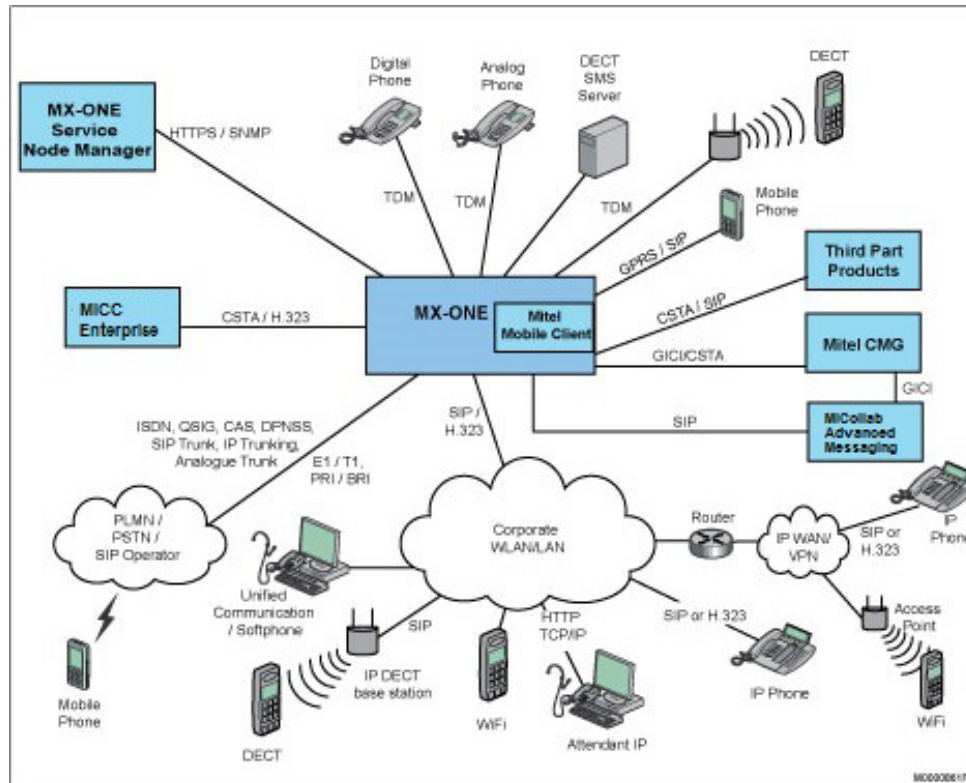 Digital
Phone
Analog
Phone
DECT
SMS
Server
DECT
MX-ONE
Service
Node Manager
HTTPS / SNMP
TDM
TDM
TDM
Mobile
Phone
GPRS / SIP
Third Part
Products
MiCC
Enterprise
CSTA / H.323
MX-ONE
Mitel
Mobile Client
CSTA / SIP
GICI/CSTA
Mitel CMG
GICI
SIP
MiCollab
Advanced
Messaging
ISDN, QSIG, CAS, DPNSS,
SIP Trunk, IP Trunking,
Analogue Trunk
E1 / T1,
PRI / BRI
SIP /
H.323
PLMN /
PSTN /
SIP Operator
Corporate
WLAN/LAN
Router
IP WAN/
VPN
SIP or
H.323
IP
Phone
Unified
Communication
/ Softphone
SIP
HTTP
TCP/IP
SIP or H.323
Access
Point
Mobile
Phone
DECT
IP DECT
base station
WiFi
Attendant IP
IP Phone
WiFi